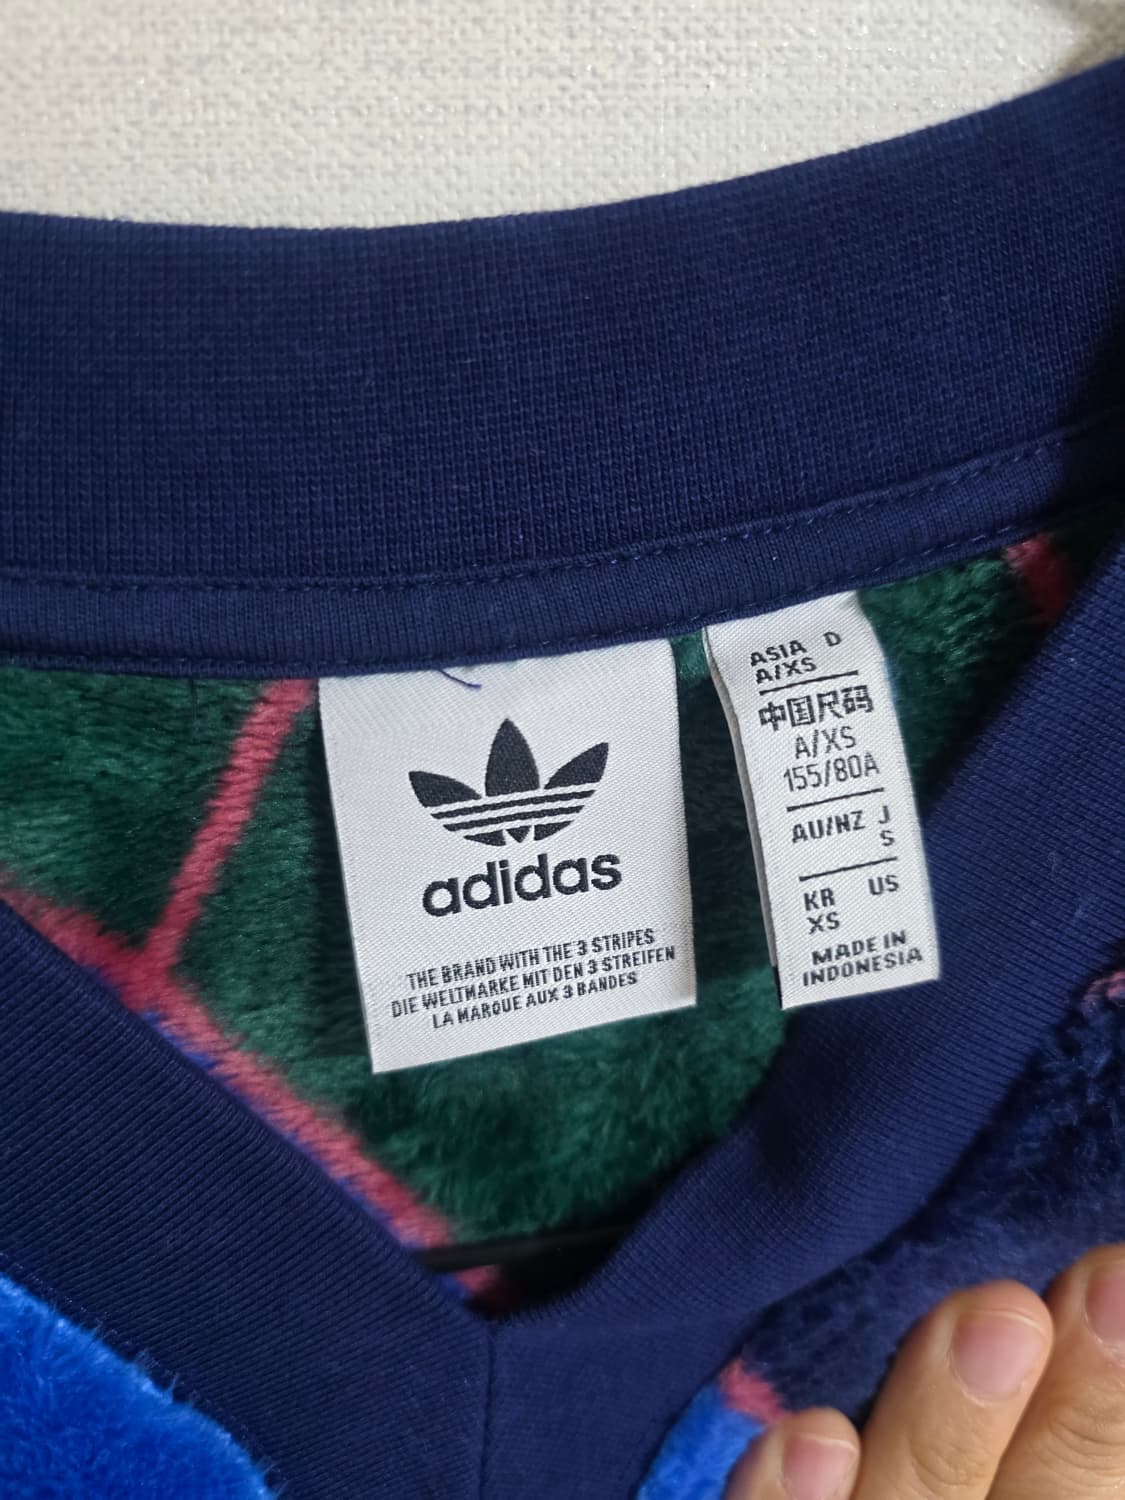 adidas
THE BRAND WITH THE 3 STRIPES
DIE WELTMARKE MIT DEN 3 STREIFEN
LA MARQUE AUX 3 BANDES
ASIA D
A/XS
中国尺码
A/XS
155/80A
AU/NZ J
S
KR US
XS
MADE IN
INDONESIA